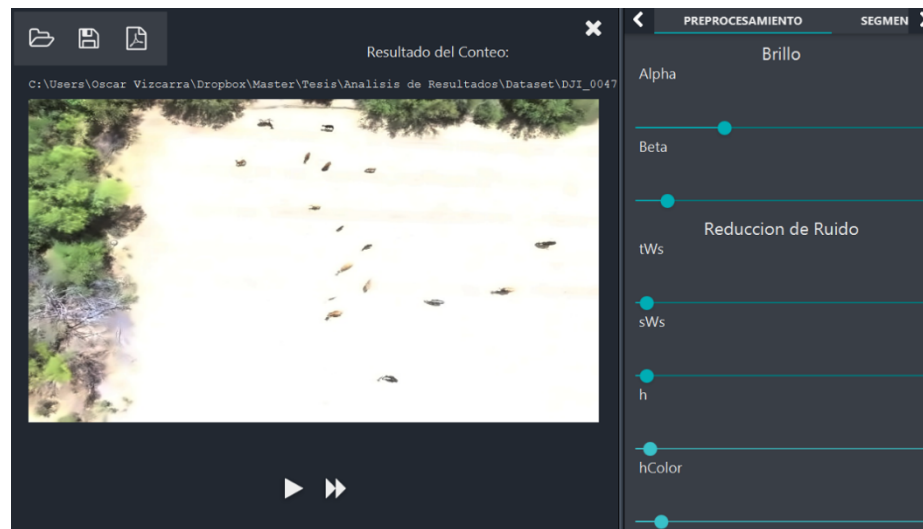 Resultado del Conteo:
C:\Users\Oscar Vizcarra\Dropbox\Master\Tesis\Analisis de Resultados\Dataset\DJI_0047
PREPROCESAMIENTO SEGMEN
Brillo
Alpha
Beta
Reduccion de Ruido
tWs
sWs
h
hColor